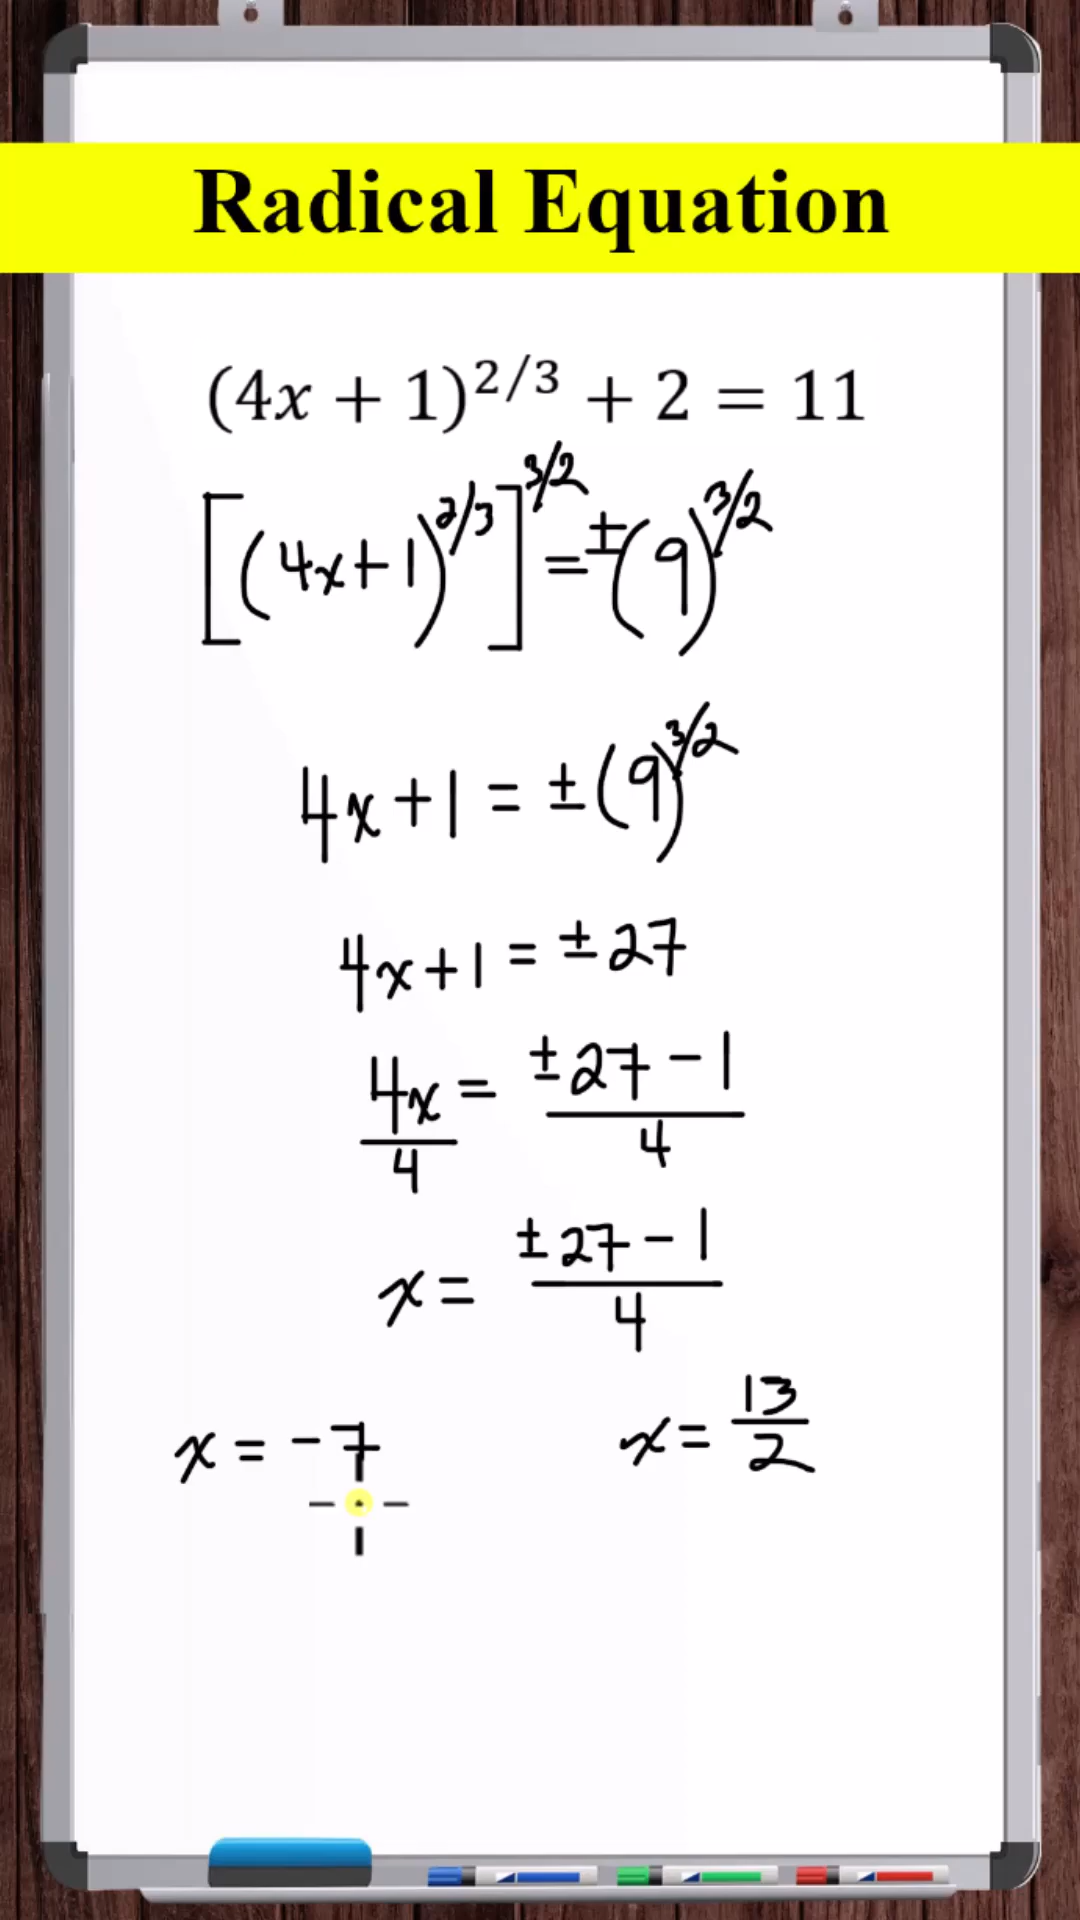 Radical Equation
(4x + 1)^{2/3} + 2 = 11
[(4x+1)^{2/3}]^{3/2} = ±(9)^{3/2}
4x+1 = ±(9)^{3/2}
4x+1 = ±27
4x/4 = (±27-1)/4
x = (±27-1)/4
x = -7 x = 13/2